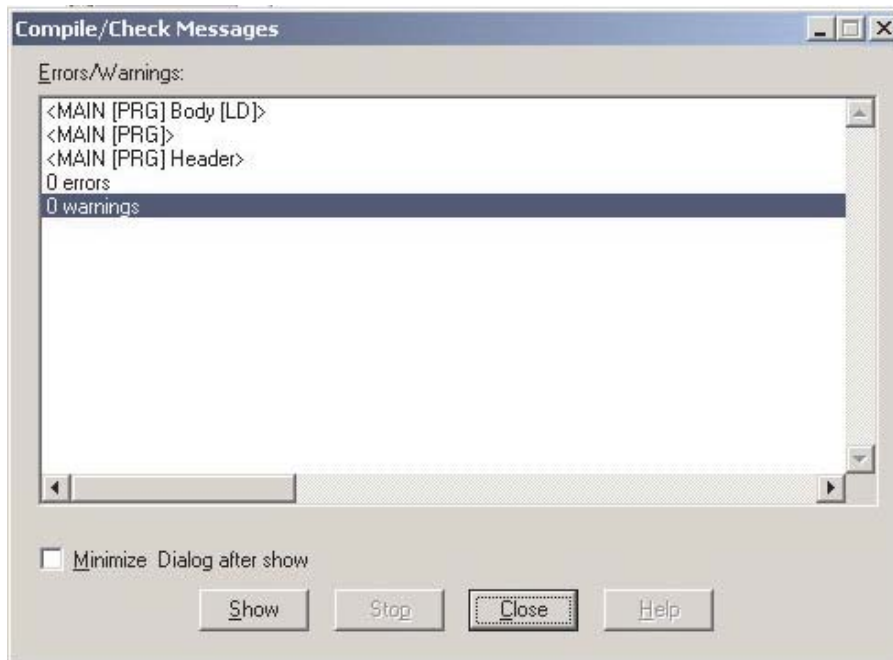 Compile/Check Messages
Errors/Warnings:
<MAIN [PRG] Body [LD]>
<MAIN [PRG]>
<MAIN [PRG] Header>
0 errors
0 warnings
Minimize Dialog after show
Show Stop Close Help